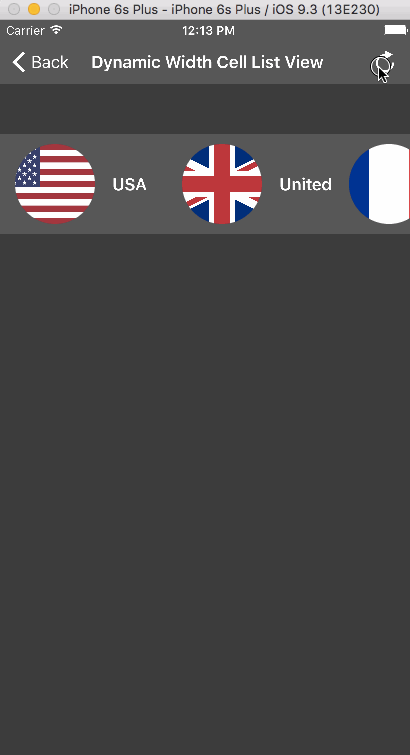 iPhone 6s Plus - iPhone 6s Plus / iOS 9.3 (13E230)
Carrier 12:13 PM
Back Dynamic Width Cell List View
USA United